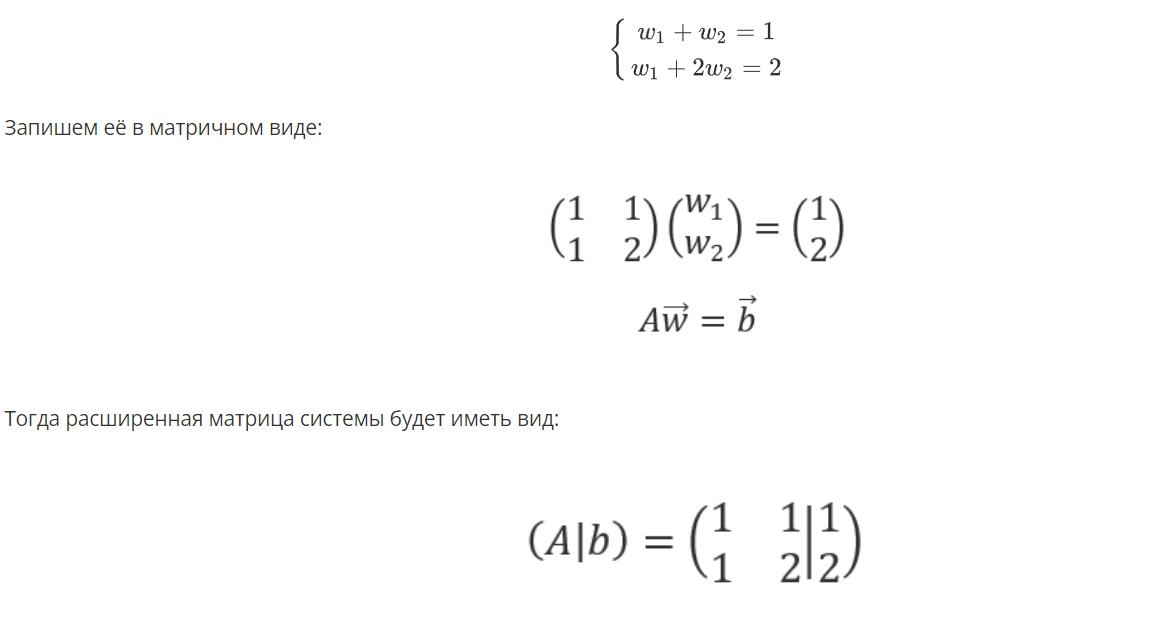 { w₁ + w₂ = 1
w₁ + 2w₂ = 2
Запишем её в матричном виде:
(1 1) (w₁) = (1)
(1 2) (w₂) (2)
Aw⃗ = b⃗
Тогда расширенная матрица системы будет иметь вид:
(A|b) = (1 1|1)
(1 2|2)